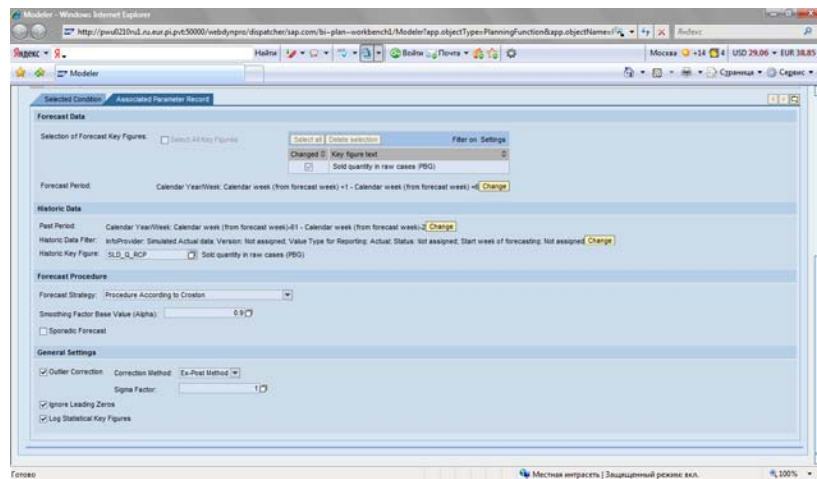 Modeler - Windows Internet Explorer
http://pwu0210nu1.ru.eur.pi.pvt:50000/webdynpro/dispatcher/sap.com/bi~plan~workbench1/Modeler?app.objectType=PlanningFunction&app.objectName=
Яндекс
Яндекс Найти Войти Почта Москва +14 4 USD 29,06 EUR 38,85
Modeler Страница Сервис
Selected Condition Associated Parameter Record
Forecast Data
Selection of Forecast Key Figures: Select All Key Figures Select all Delete selection Filter on Settings
Changed Key figure text
Sold quantity in raw cases (PBG)
Forecast Period: Calendar Year/Week: Calendar week (from forecast week) +1 - Calendar week (from forecast week) +6 Change
Historic Data
Past Period: Calendar Year/Week: Calendar week (from forecast week)-81 - Calendar week (from forecast week)-2 Change
Historic Data Filter: InfoProvider: Simulated Actual data; Version: Not assigned; Value Type for Reporting: Actual; Status: Not assigned; Start week of forecasting: Not assigned Change
Historic Key Figure: SLD_Q_RCP Sold quantity in raw cases (PBG)
Forecast Procedure
Forecast Strategy: Procedure According to Croston
Smoothing Factor Base Value (Alpha): 0.9
Sporadic Forecast
General Settings
Outlier Correction Correction Method: Ex-Post Method
Sigma Factor: 1
Ignore Leading Zeros
Log Statistical Key Figures
Готово Местная интрасеть | Защищенный режим: вкл. 100%